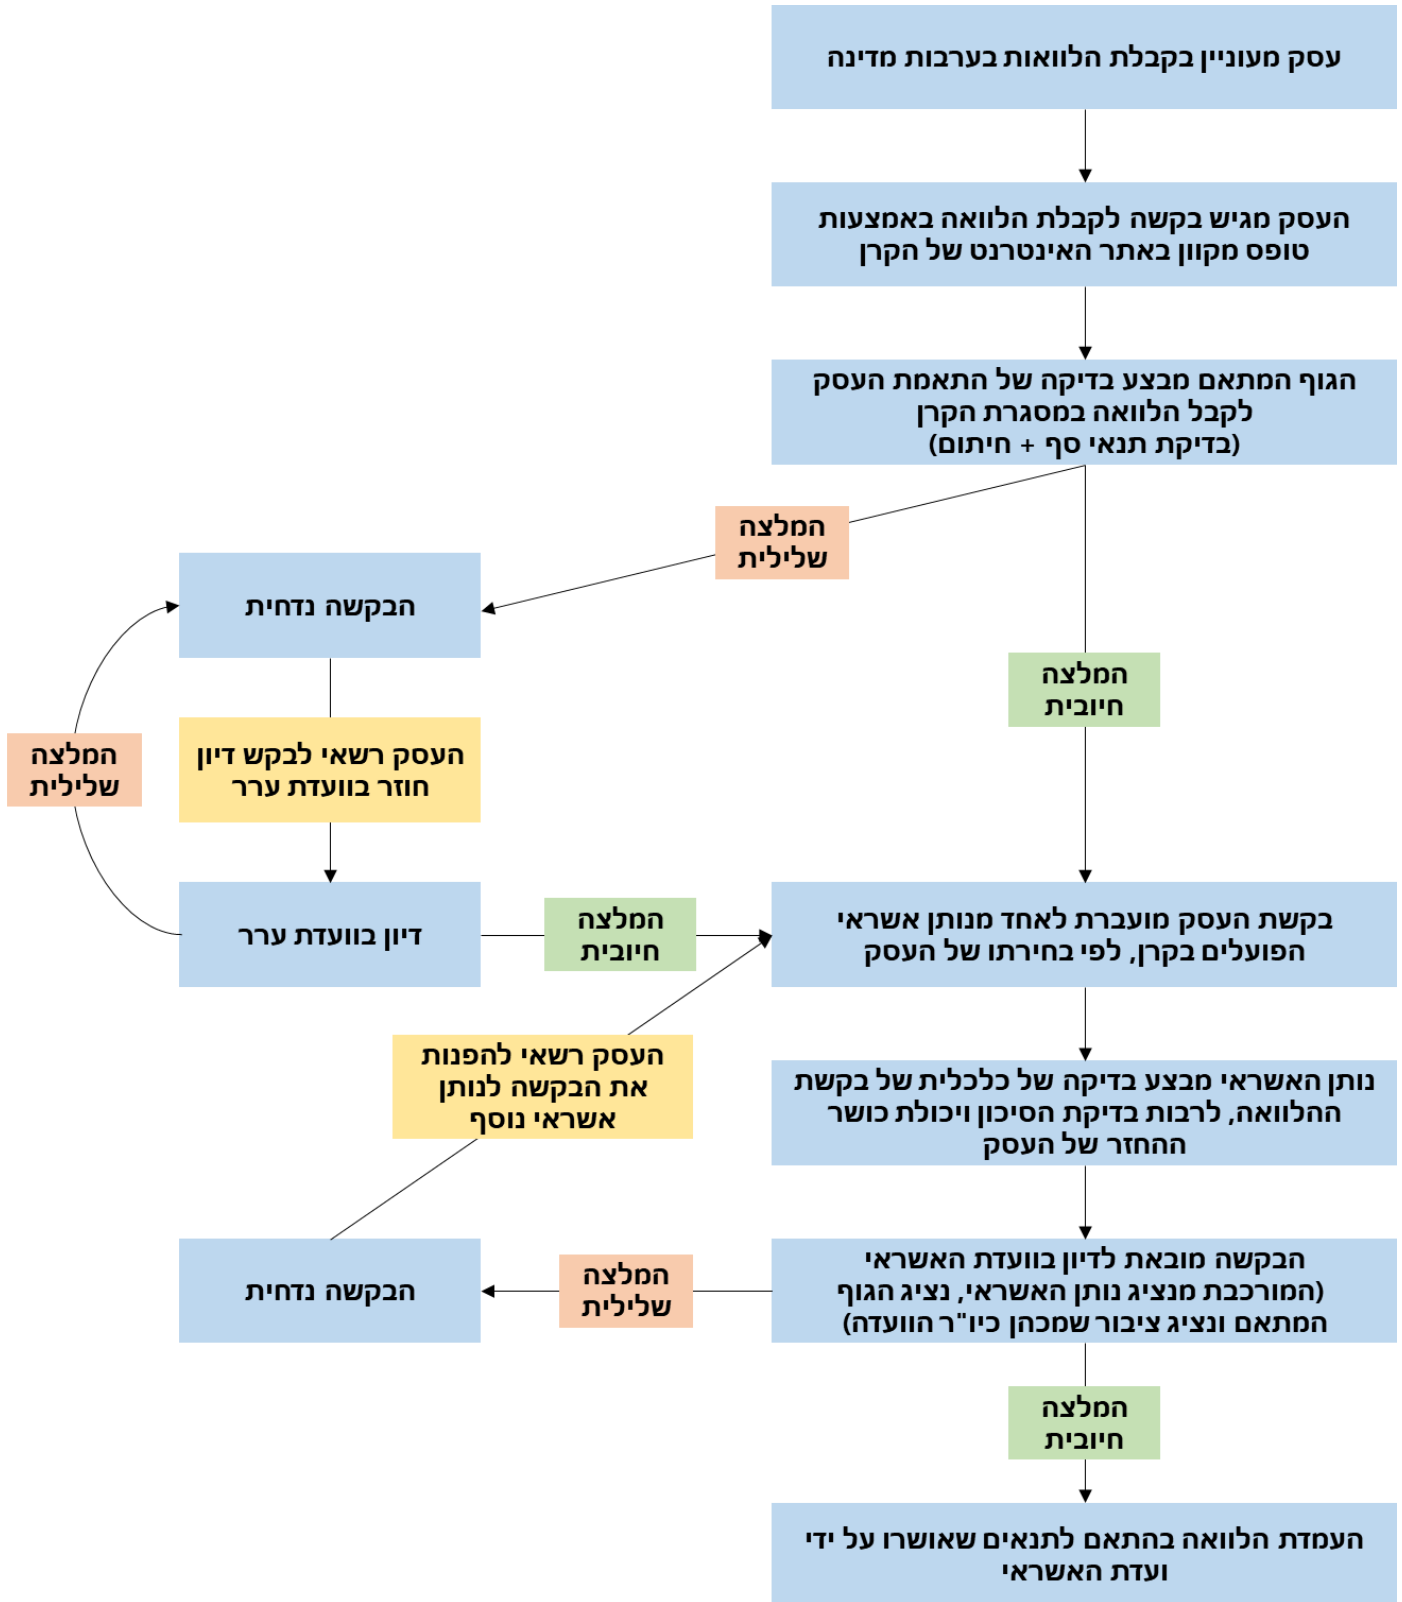 עסק מעוניין בקבלת הלוואות בערבות מדינה
העסק מגיש בקשה לקבלת הלוואה באמצעות
טופס מקוון באתר האינטרנט של הקרן
הגוף המתאם מבצע בדיקה של התאמת העסק
לקבל הלוואה במסגרת הקרן
(בדיקת תנאי סף + חיתום)
המלצה
שלילית
הבקשה נדחית
המלצה
חיובית
העסק רשאי לבקש דיון
חוזר בוועדת ערר
המלצה
שלילית
דיון בוועדת ערר
המלצה
חיובית
בקשת העסק מועברת לאחד מנותן אשראי
הפועלים בקרן, לפי בחירתו של העסק
העסק רשאי להפנות
את הבקשה לנותן
אשראי נוסף
נותן האשראי מבצע בדיקה של כלכלית של בקשת
ההלוואה, לרבות בדיקת הסיכון ויכולת כושר
ההחזר של העסק
הבקשה מובאת לדיון בוועדת האשראי
(המורכבת מנציג נותן האשראי, נציג הגוף
המתאם ונציג ציבור שמכהן כיו"ר הוועדה)
המלצה
שלילית
הבקשה נדחית
המלצה
חיובית
העמדת הלוואה בהתאם לתנאים שאושרו על ידי
ועדת האשראי